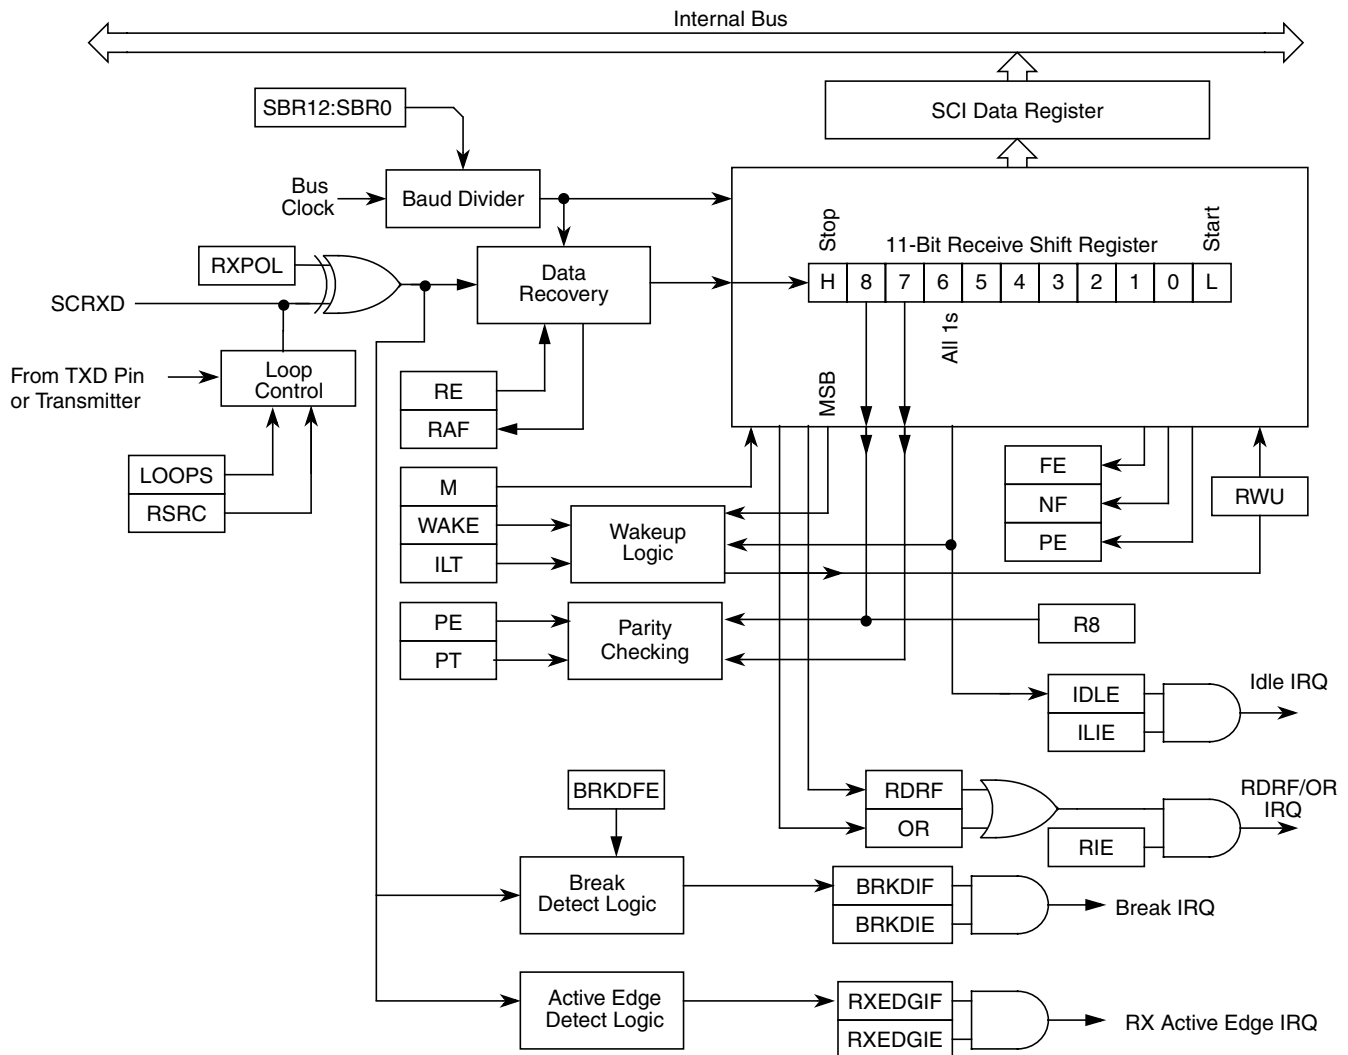 Internal Bus
SBR12:SBR0
SCI Data Register
Bus
Clock
Baud Divider
Stop
11-Bit Receive Shift Register
Start
RXPOL
Data
Recovery
H 8 7 6 5 4 3 2 1 0 L
SCRXD
All 1s
From TXD Pin
or Transmitter
Loop
Control
MSB
RE
RAF
LOOPS
RSRC
M
WAKE
ILT
Wakeup
Logic
FE
NF
PE
RWU
PE
PT
Parity
Checking
R8
IDLE
ILIE
Idle IRQ
BRKDFE
RDRF
OR
RIE
RDRF/OR
IRQ
Break
Detect Logic
BRKDIF
BRKDIE
Break IRQ
Active Edge
Detect Logic
RXEDGIF
RXEDGIE
RX Active Edge IRQ